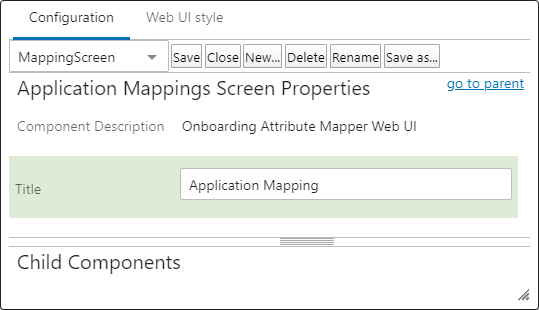 Configuration Web UI style
MappingScreen Save Close New... Delete Rename Save as...
Application Mappings Screen Properties go to parent
Component Description Onboarding Attribute Mapper Web UI
Title Application Mapping
Child Components